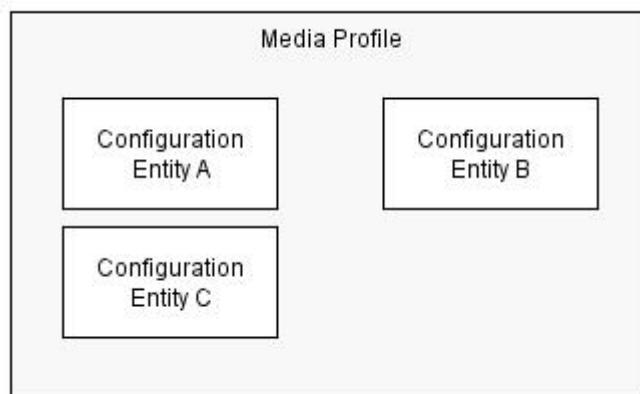 Media Profile
Configuration
Entity A
Configuration
Entity B
Configuration
Entity C